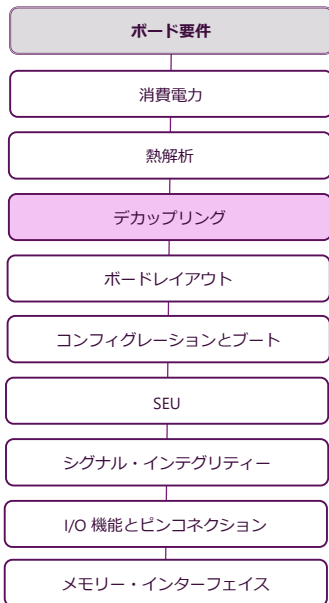 ボード要件
消費電力
熱解析
デカップリング
ボードレイアウト
コンフィグレーションとブート
SEU
シグナル・インテグリティー
I/O 機能とピンコネクション
メモリー・インターフェイス